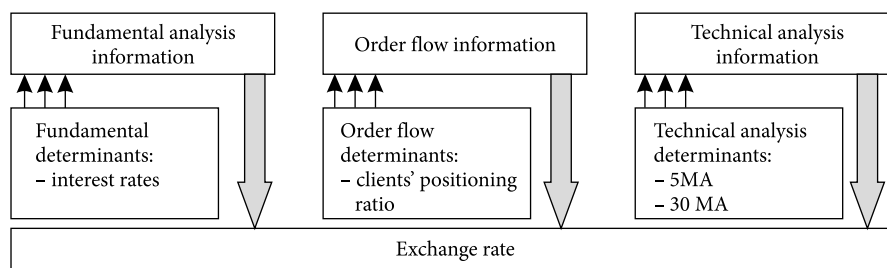 Fundamental analysis
information
Order flow information
Technical analysis
information
Fundamental
determinants:
– interest rates
Order flow
determinants:
– clients’ positioning
ratio
Technical analysis
determinants:
– 5MA
– 30 MA
Exchange rate